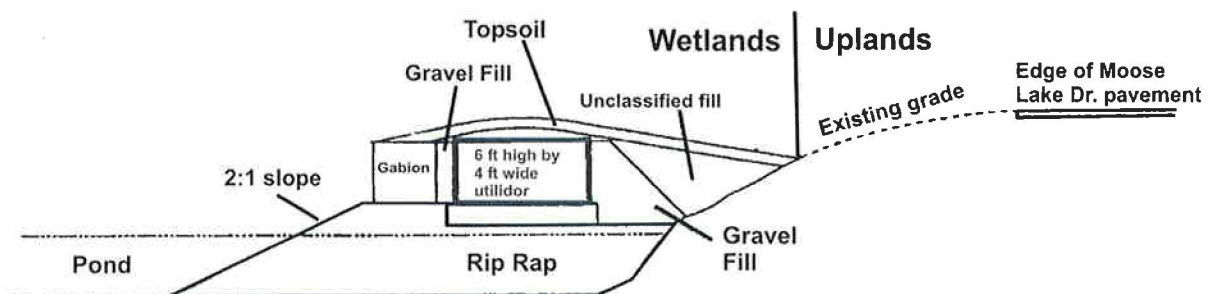 Topsoil
Wetlands
Uplands
Gravel Fill
Edge of Moose
Lake Dr. pavement
Unclassified fill
Existing grade
Gabion
6 ft high by
4 ft wide
utilidor
2:1 slope
Gravel
Fill
Pond
Rip Rap